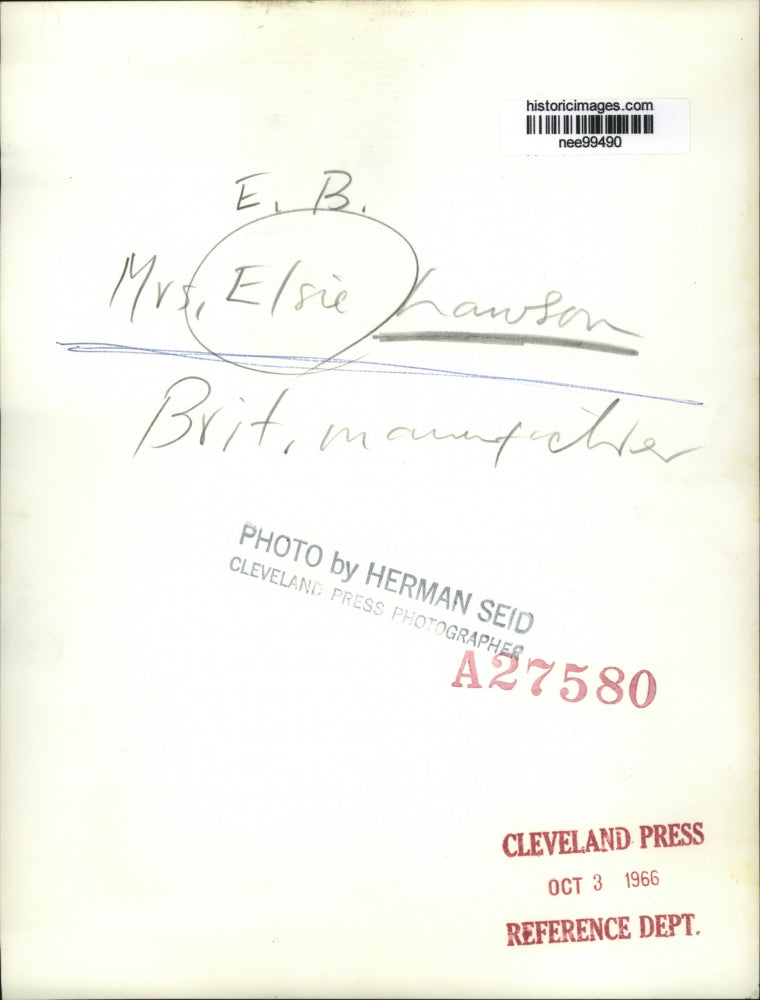 historicimages.com
nee99490
E. B.
Mrs. Elsie Lawson
Brit. manufacturer
PHOTO by HERMAN SEID
CLEVELAND PRESS PHOTOGRAPHER
A27580
CLEVELAND PRESS
OCT 3 1966
REFERENCE DEPT.